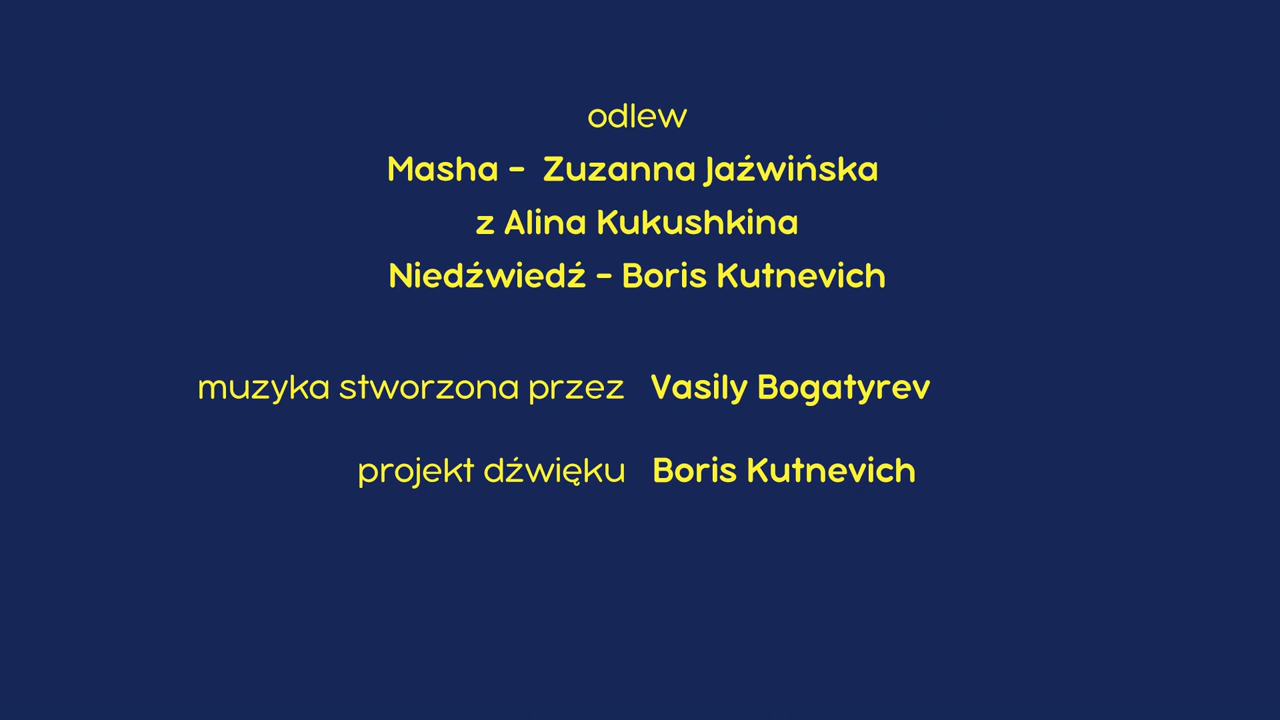 odlew
Masha - Zuzanna Jaźwińska
z Alina Kukushkina
Niedźwiedź - Boris Kutnevich
muzyka stworzona przez Vasily Bogatyrev
projekt dźwięku Boris Kutnevich